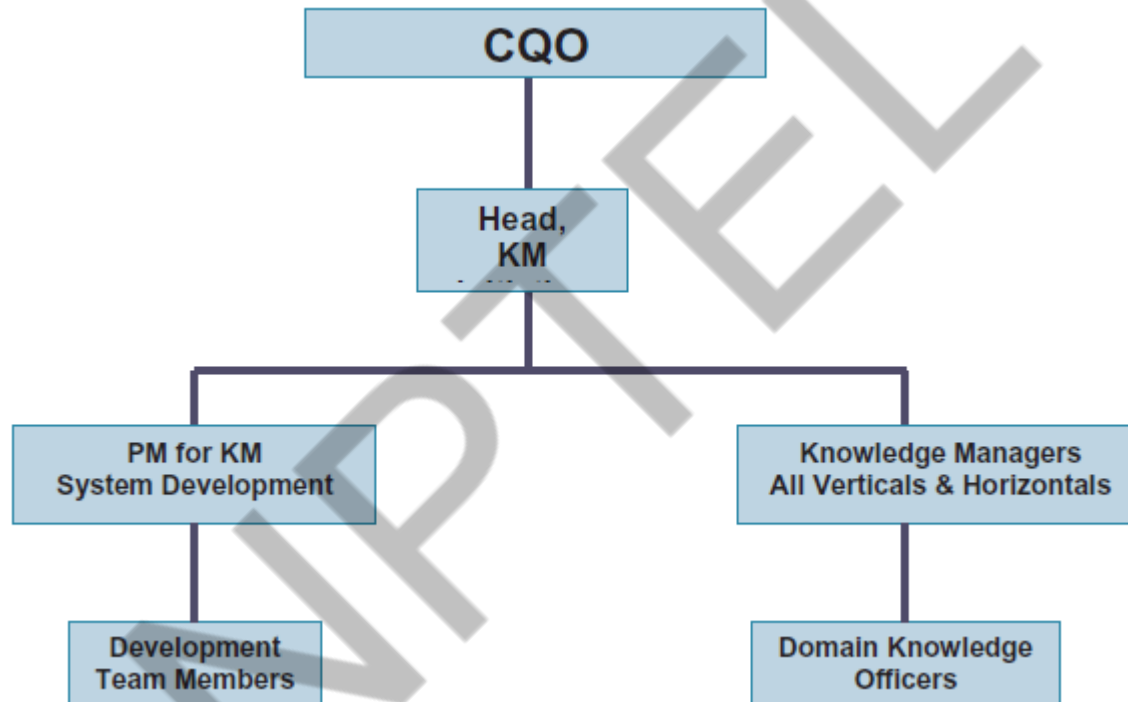 CQO
Head,
KM
PM for KM
System Development
Knowledge Managers
All Verticals & Horizontals
Development
Team Members
Domain Knowledge
Officers
NPTEL